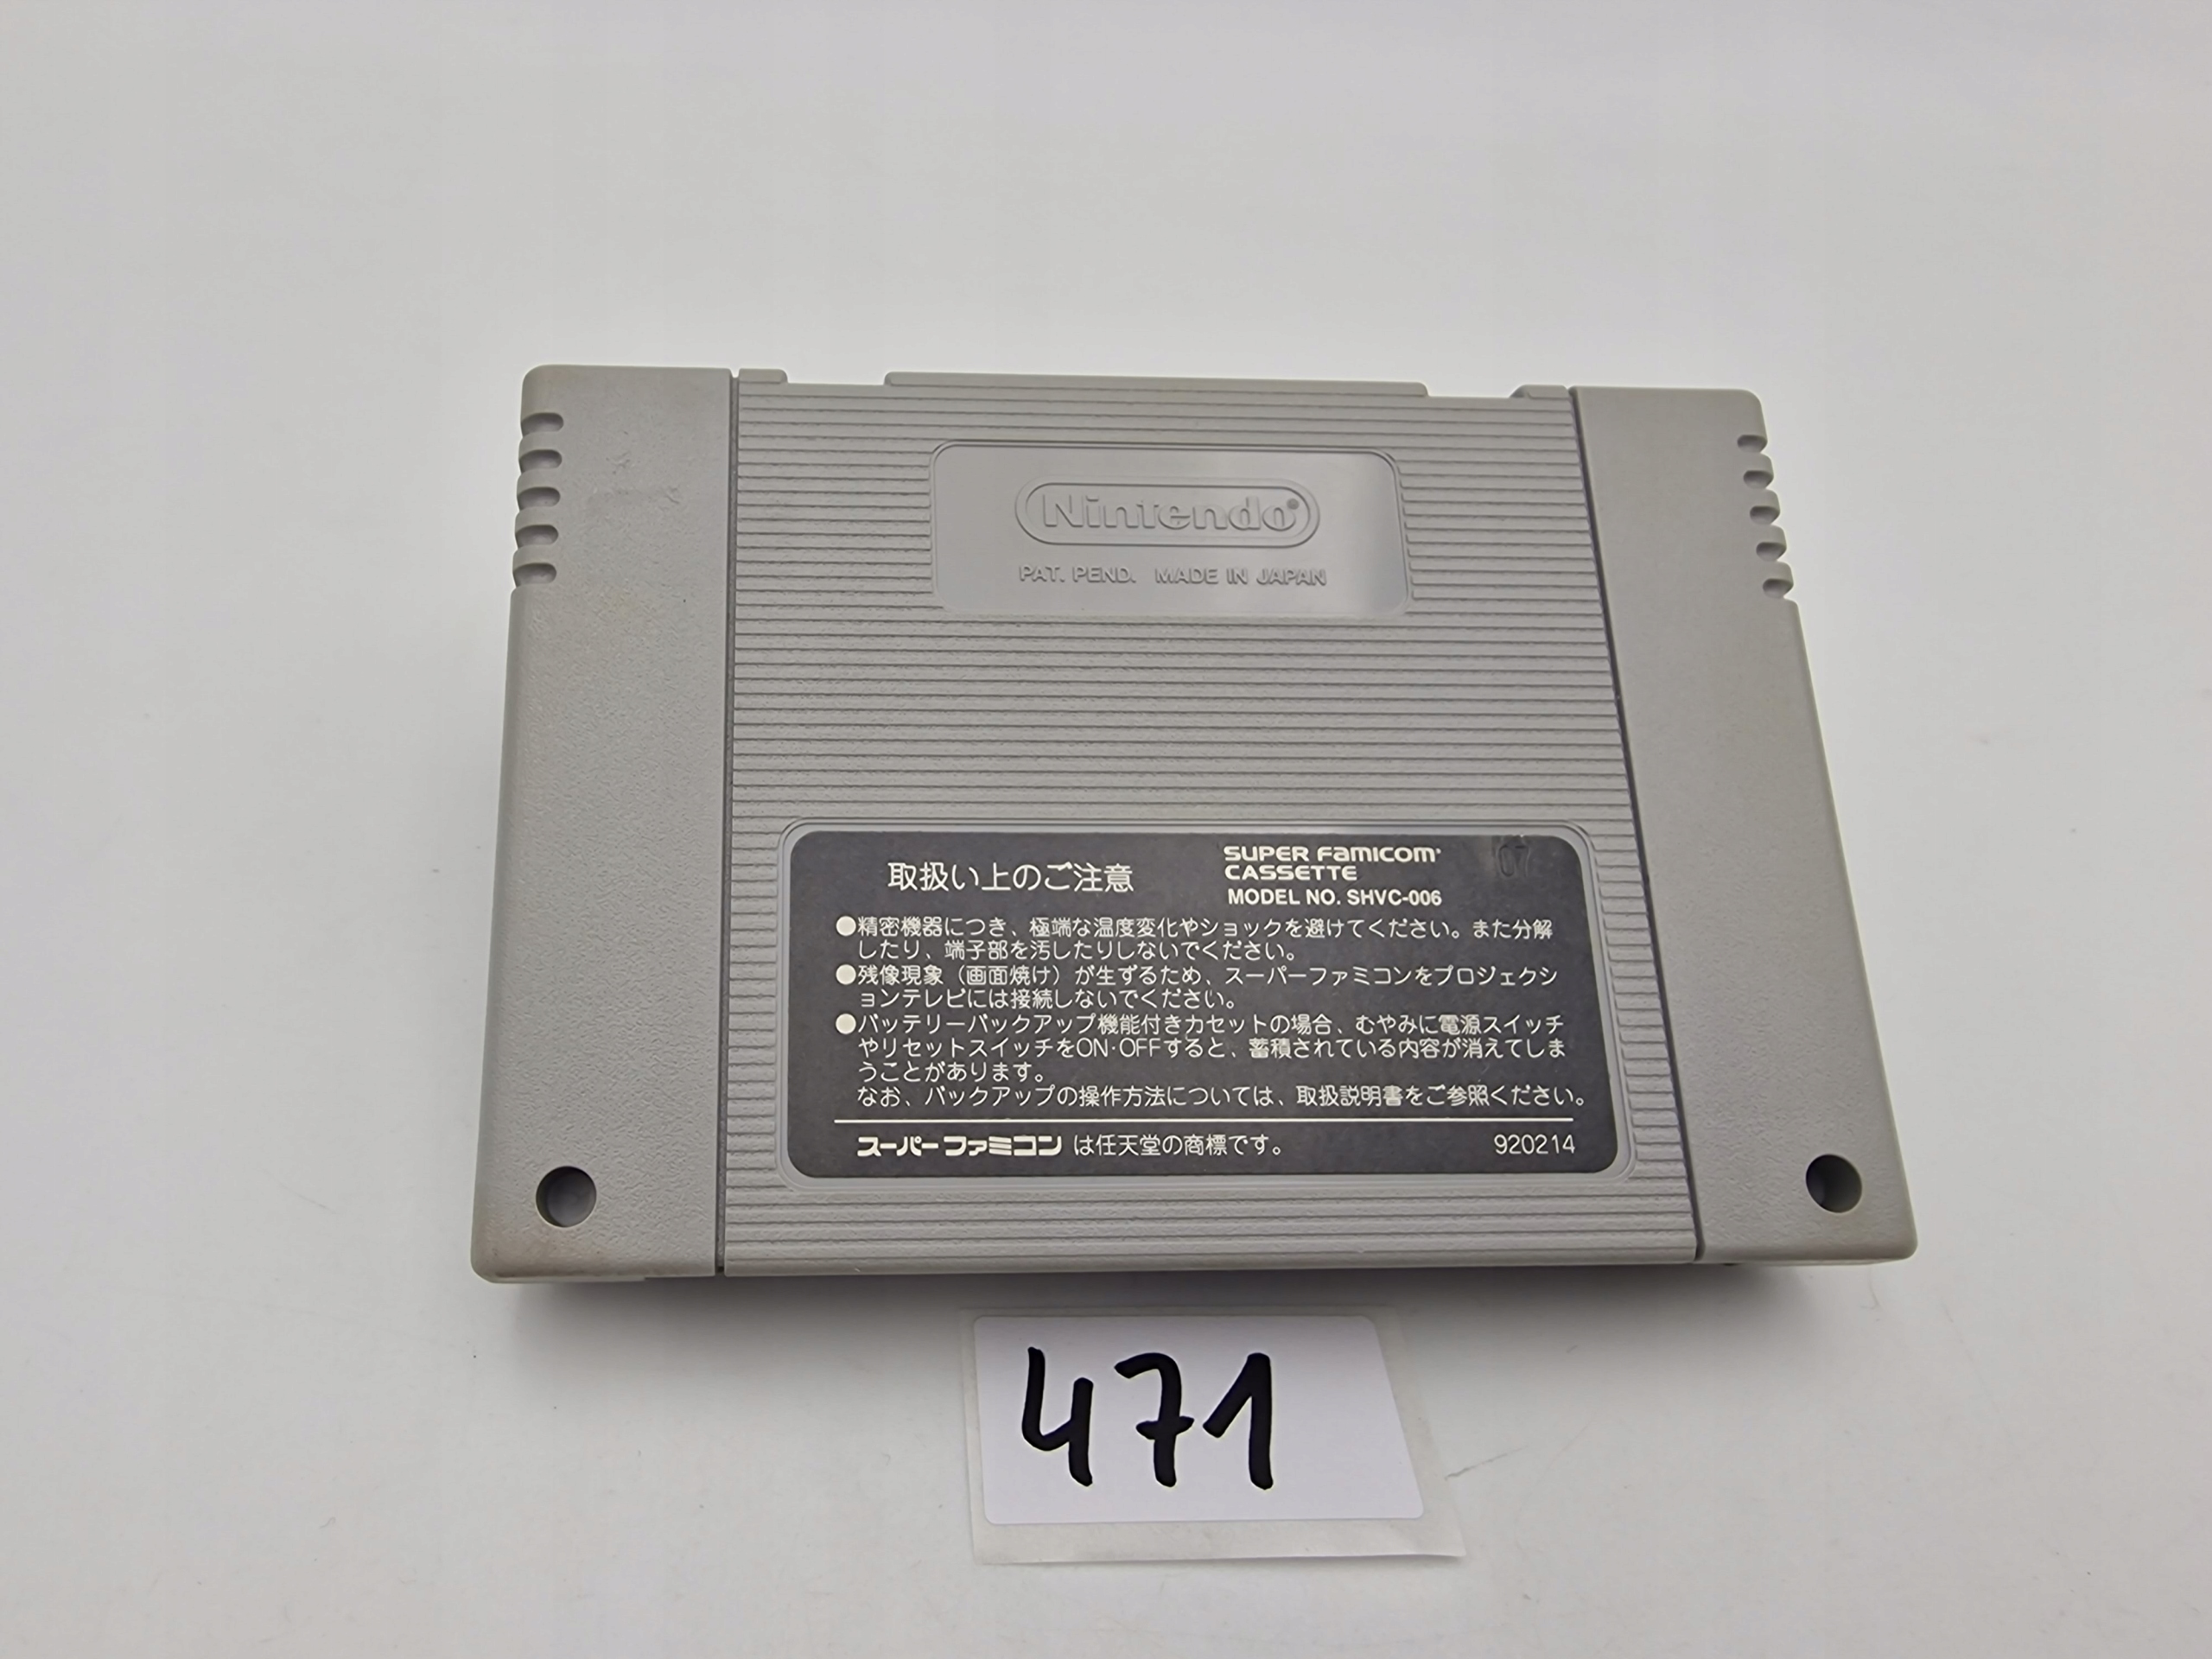 Nintendo®
PAT. PEND. MADE IN JAPAN
取扱い上のご注意
SUPER FAMICOM
CASSETTE
MODEL NO. SHVC-006
07
●精密機器につき、極端な温度変化やショックを避けてください。また分解
したり、端子部を汚したりしないでください。
●残像現象（画面焼け）が生ずるため、スーパーファミコンをプロジェクシ
ョンテレビには接続しないでください。
●バッテリーバックアップ機能付きカセットの場合、むやみに電源スイッチ
やリセットスイッチをON･OFFすると、蓄積されている内容が消えてしま
うことがあります。
なお、バックアップの操作方法については、取扱説明書をご参照ください。
スーパーファミコン は任天堂の商標です。
920214
471